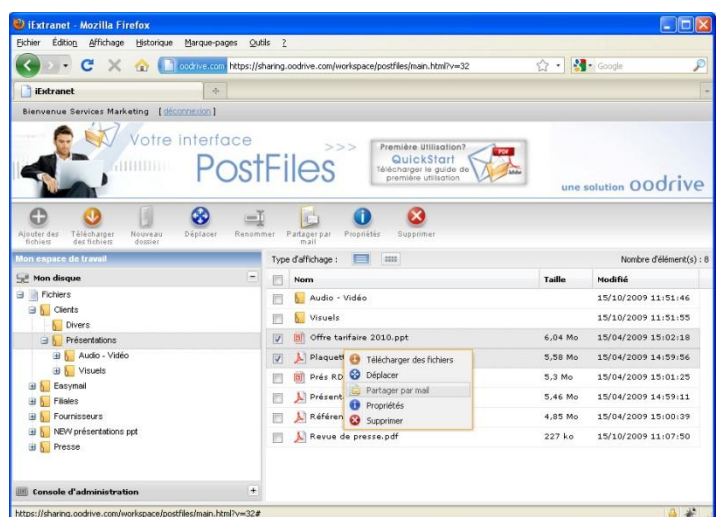 iExtranet - Mozilla Firefox
Fichier Édition Affichage Historique Marque-pages Outils ?
oodrive.com https://sharing.oodrive.com/workspace/postfiles/main.html?v=32
Google
iExtranet
Bienvenue Services Marketing [déconnexion]
Votre interface
PostFiles
>>>
Première Utilisation?
QuickStart
Télécharger le guide de
première utilisation
PDF
Adobe
une solution oodrive
Ajouter des fichiers Télécharger des fichiers Nouveau dossier Déplacer Renommer Partager par mail Propriétés Supprimer
Mon espace de travail Type d'affichage : Nombre d'élément(s) : 8
Mon disque
Nom Taille Modifié
Fichiers
Clients
Divers
Présentations
Audio - Vidéo
Visuels
Easymail
Filiales
Fournisseurs
NEW présentations ppt
Presse
Audio - Vidéo 15/10/2009 11:51:46
Visuels 15/10/2009 11:51:55
Offre tarifaire 2010.ppt 6,04 Mo 15/04/2009 15:02:18
Plaquet 5,58 Mo 15/04/2009 14:59:56
Prés RD 5,3 Mo 15/04/2009 15:01:25
Présent 5,46 Mo 15/04/2009 14:59:11
Référen 4,85 Mo 15/04/2009 15:00:39
Revue de presse.pdf 227 ko 15/10/2009 11:07:50
Télécharger des fichiers
Déplacer
Partager par mail
Propriétés
Supprimer
Console d'administration
https://sharing.oodrive.com/workspace/postfiles/main.html?v=32#